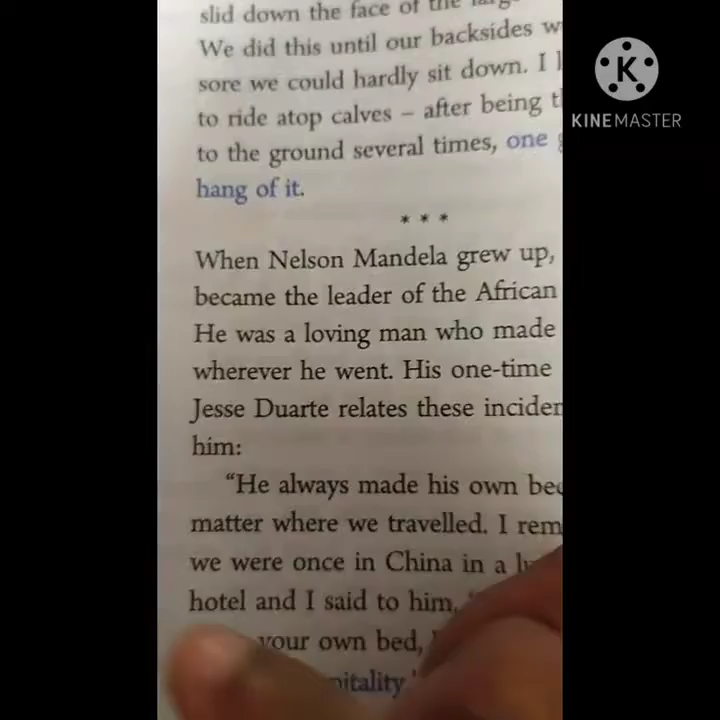 slid down the face of the
We did this until our backsides
sore we could hardly sit down. I
to ride atop calves – after being
to the ground several times, one
hang of it.
* * *
When Nelson Mandela grew up,
became the leader of the African
He was a loving man who made
wherever he went. His one-time
Jesse Duarte relates these
him:
“He always made his own
matter where we travelled. I
we were once in China in a
hotel and I said to him,
your own bed,
KINEMASTER